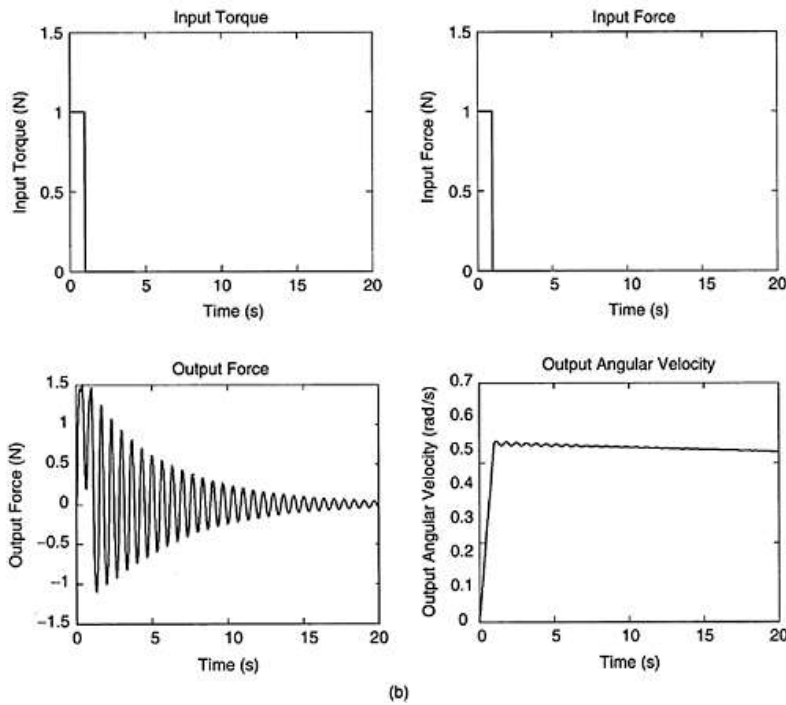 Input Torque
1.5
1
0.5
0
Input Torque (N)
0 5 10 15 20
Time (s)
Input Force
1.5
1
0.5
0
Input Force (N)
0 5 10 15 20
Time (s)
Output Force
1.5
1
0.5
0
-0.5
-1
-1.5
Output Force (N)
0 5 10 15 20
Time (s)
Output Angular Velocity
0.7
0.6
0.5
0.4
0.3
0.2
0.1
0
Output Angular Velocity (rad/s)
0 5 10 15 20
Time (s)
(b)